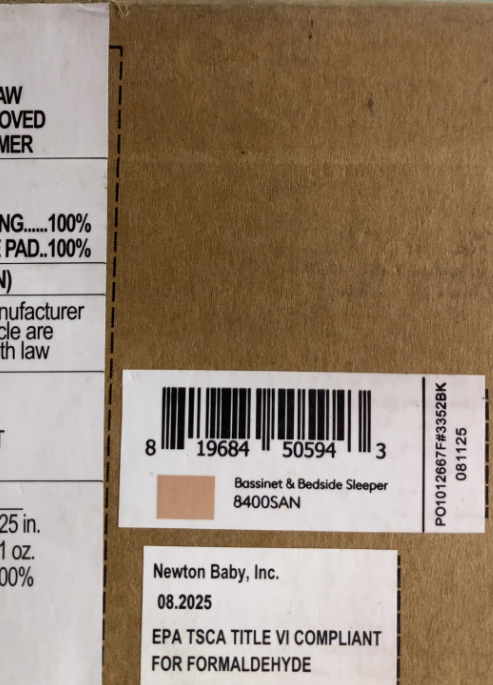 AW
OVED
MER
NG......100%
E PAD..100%
N)
nufacturer
cle are
th law
T
25 in.
1 oz.
00%
8 19684 50594 3
Bassinet & Bedside Sleeper
8400SAN
PO1012667F#3352BK
081125
Newton Baby, Inc.
08.2025
EPA TSCA TITLE VI COMPLIANT
FOR FORMALDEHYDE